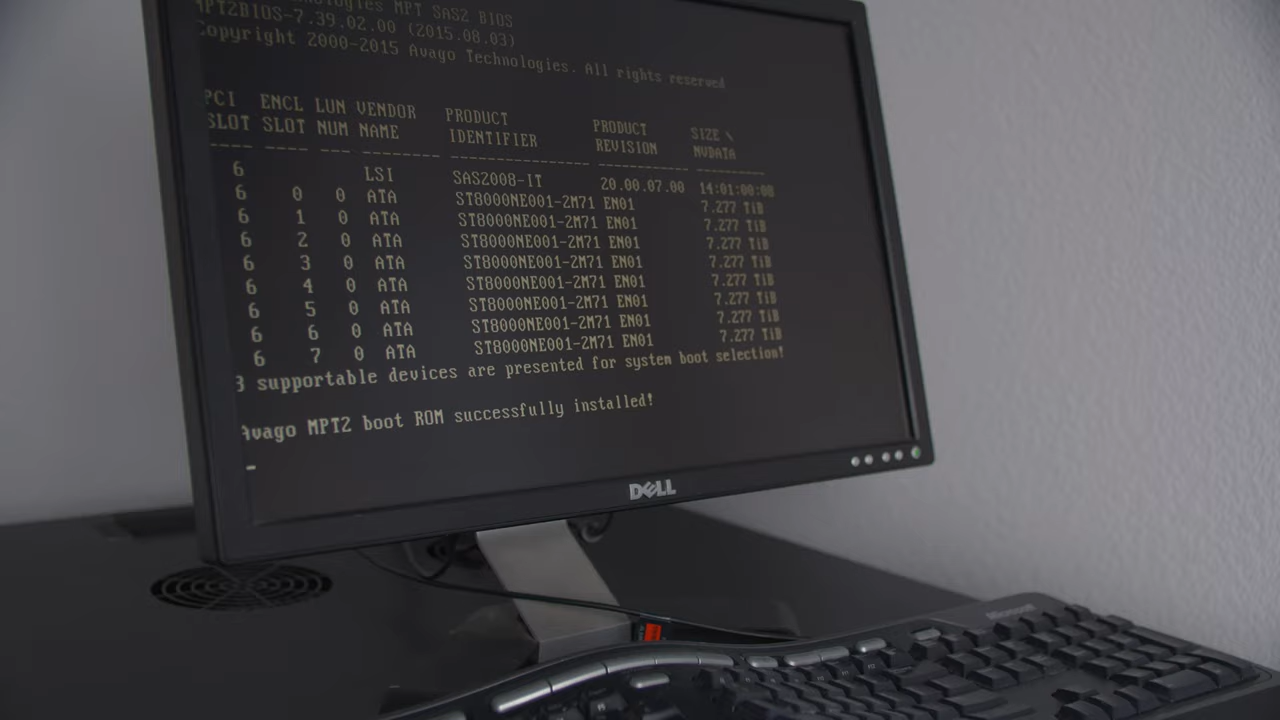 nologies MPT SAS2 BIOS
MPT2BIOS-7.39.02.00 (2015.08.03)
Copyright 2000-2015 Avago Technologies. All rights reserved
PCI ENCL LUN VENDOR PRODUCT PRODUCT SIZE \
SLOT SLOT NUM NAME IDENTIFIER REVISION NVDATA
---- ---- --- -------- ---------------- ----------- ---------
6 LSI SAS2008-IT 20.00.07.00 14:01:00:08
6 0 0 ATA ST8000NE001-2M71 EN01 7.277 TiB
6 1 0 ATA ST8000NE001-2M71 EN01 7.277 TiB
6 2 0 ATA ST8000NE001-2M71 EN01 7.277 TiB
6 3 0 ATA ST8000NE001-2M71 EN01 7.277 TiB
6 4 0 ATA ST8000NE001-2M71 EN01 7.277 TiB
6 5 0 ATA ST8000NE001-2M71 EN01 7.277 TiB
6 6 0 ATA ST8000NE001-2M71 EN01 7.277 TiB
6 7 0 ATA ST8000NE001-2M71 EN01 7.277 TiB
supportable devices are presented for system boot selection!
Avago MPT2 boot ROM successfully installed!
DELL
Microsoft